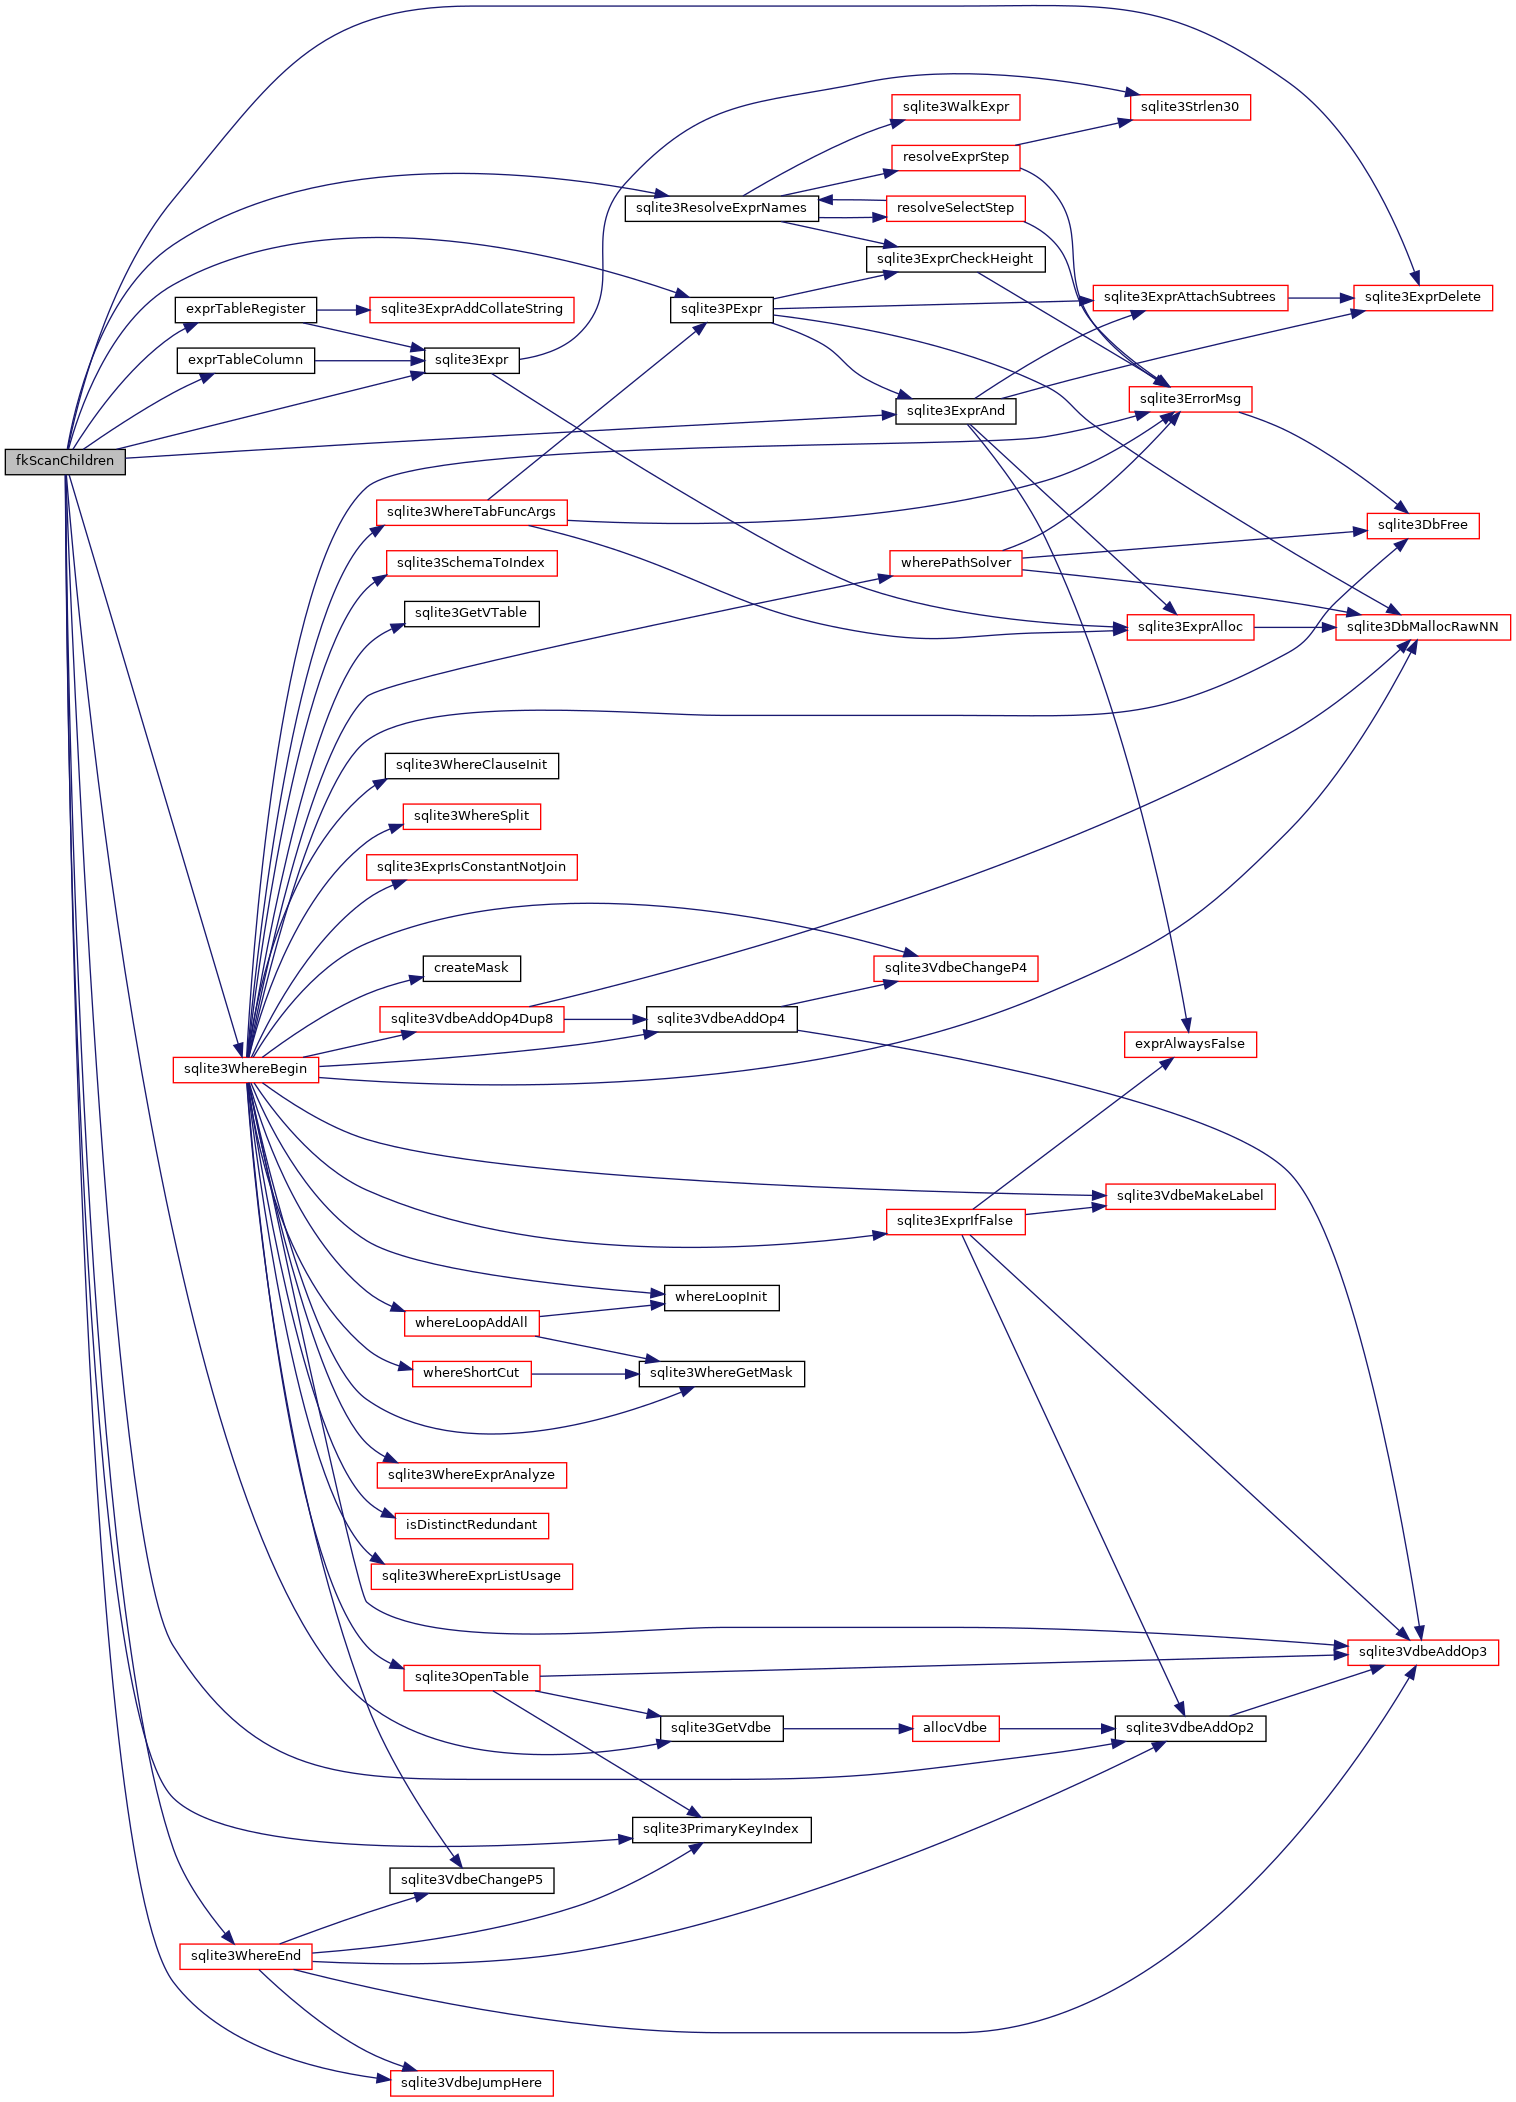 sqlite3WalkExpr
sqlite3Strlen30
resolveExprStep
sqlite3ResolveExprNames
resolveSelectStep
sqlite3ExprCheckHeight
exprTableRegister
sqlite3ExprAddCollateString
sqlite3PExpr
sqlite3ExprAttachSubtrees
sqlite3ExprDelete
exprTableColumn
sqlite3Expr
sqlite3ExprAnd
sqlite3ErrorMsg
fkScanChildren
sqlite3WhereTabFuncArgs
sqlite3DbFree
sqlite3SchemaToIndex
wherePathSolver
sqlite3GetVTable
sqlite3ExprAlloc
sqlite3DbMallocRawNN
sqlite3WhereClauseInit
sqlite3WhereSplit
sqlite3ExprIsConstantNotJoin
createMask
sqlite3VdbeChangeP4
sqlite3VdbeAddOp4Dup8
sqlite3VdbeAddOp4
exprAlwaysFalse
sqlite3WhereBegin
sqlite3VdbeMakeLabel
sqlite3ExprIfFalse
whereLoopInit
whereLoopAddAll
whereShortCut
sqlite3WhereGetMask
sqlite3WhereExprAnalyze
isDistinctRedundant
sqlite3WhereExprListUsage
sqlite3VdbeAddOp3
sqlite3OpenTable
sqlite3GetVdbe
allocVdbe
sqlite3VdbeAddOp2
sqlite3PrimaryKeyIndex
sqlite3VdbeChangeP5
sqlite3WhereEnd
sqlite3VdbeJumpHere